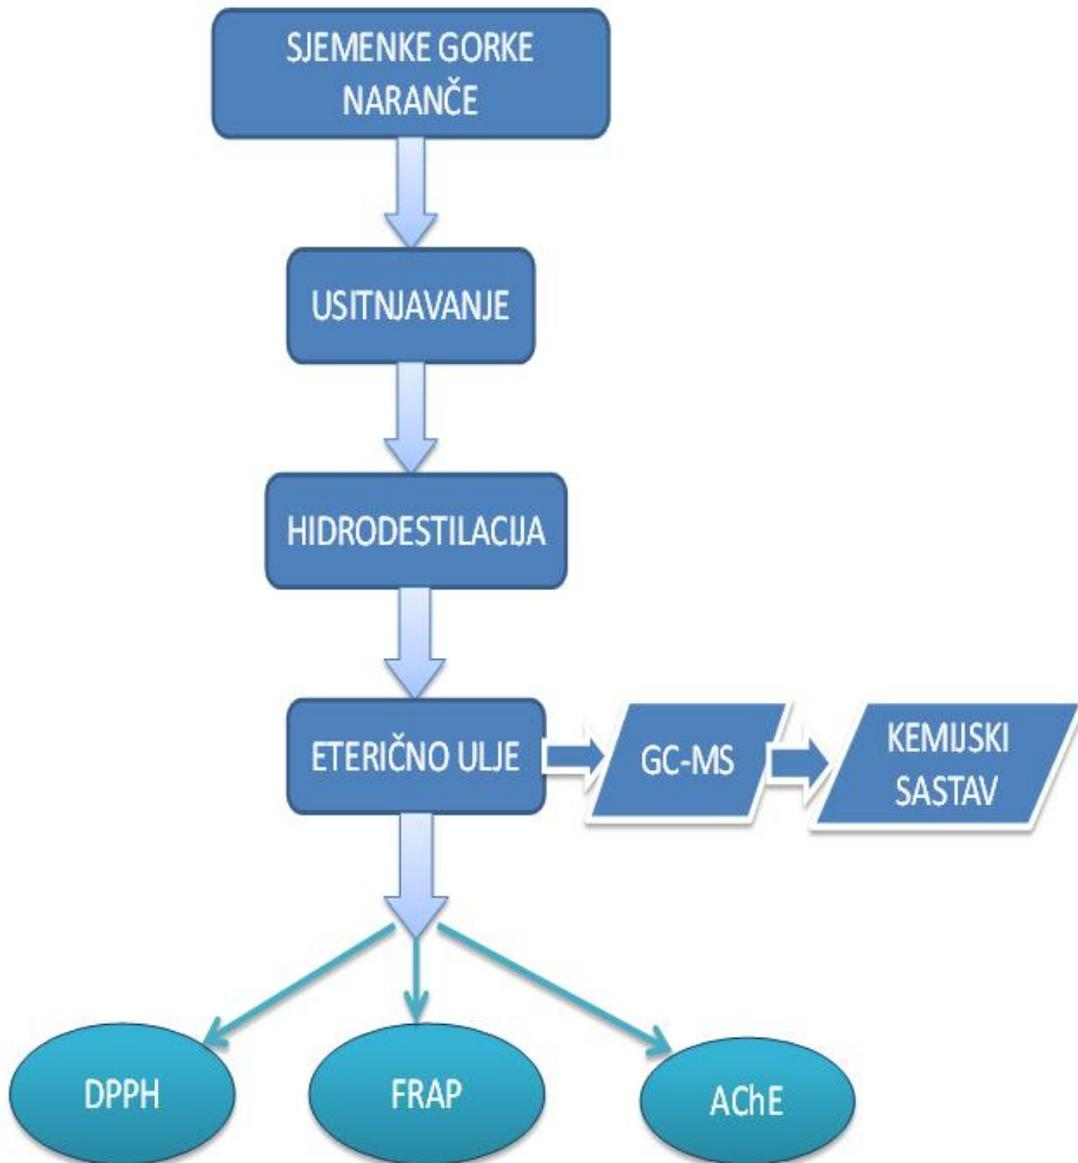 SJEMENKE GORKE
NARANČE
USITNJAVANJE
HIDRODESTILACIJA
ETERIČNO ULJE
GC-MS
KEMIJSKI
SASTAV
DPPH
FRAP
AChE